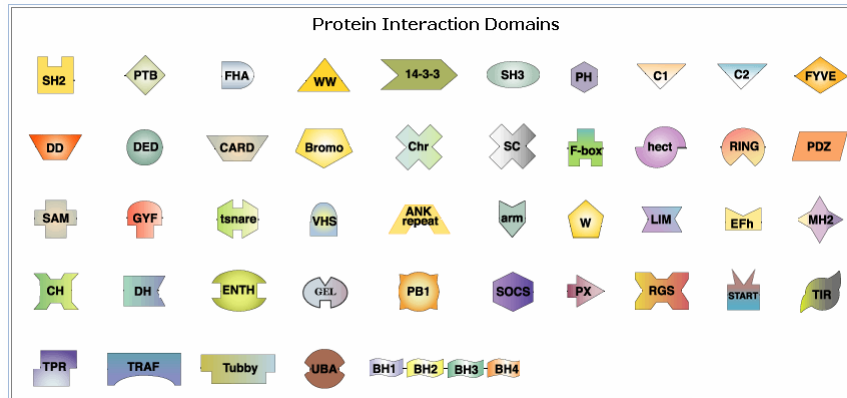 Protein Interaction Domains
SH2 PTB FHA WW 14-3-3 SH3 PH C1 C2 FYVE
DD DED CARD Bromo Chr SC F-box hect RING PDZ
SAM GYF tsnare VHS ANK repeat arm W LIM EFh MH2
CH DH ENTH GEL PB1 SOCS PX RGS START TIR
TPR TRAF Tubby UBA BH1 BH2 BH3 BH4